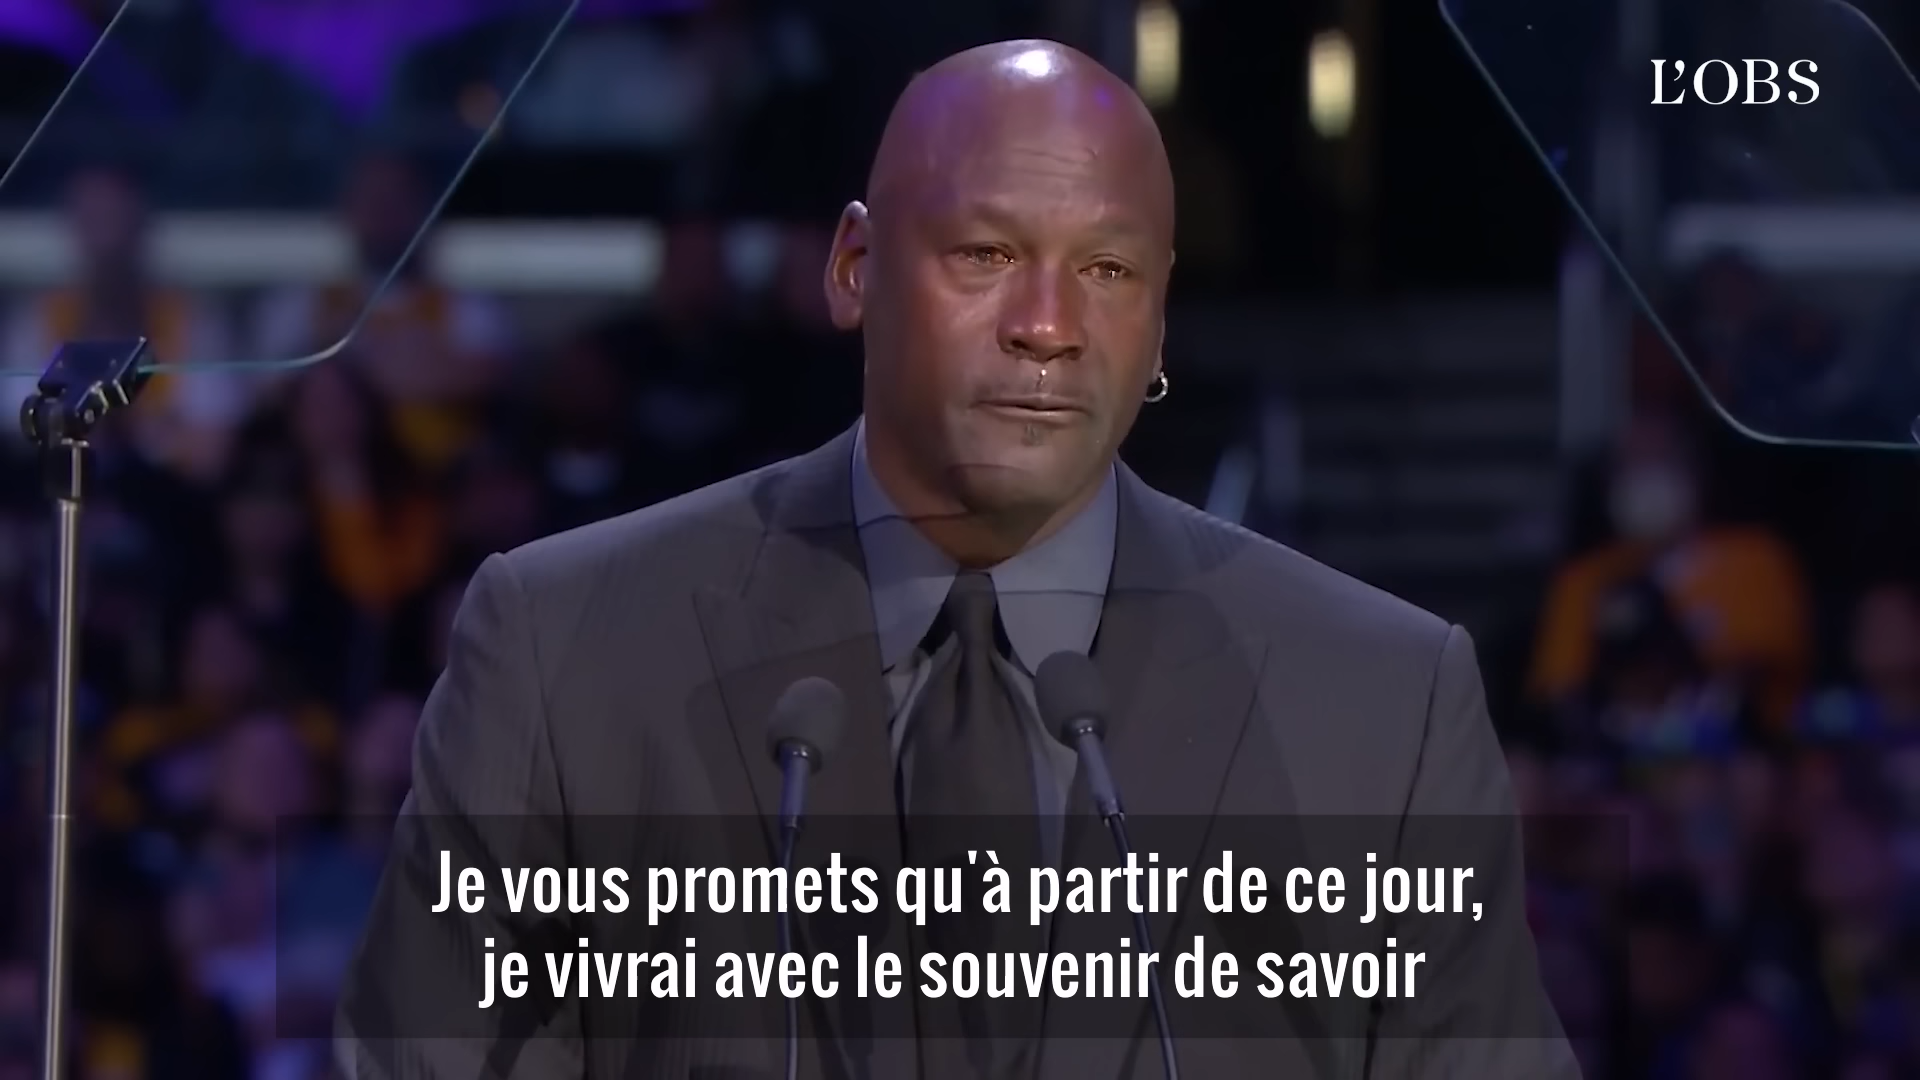 L'OBS
Je vous promets qu'à partir de ce jour,
je vivrai avec le souvenir de savoir